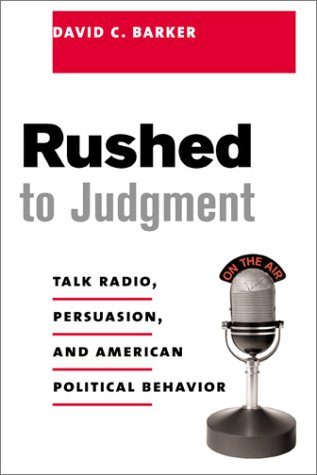 DAVID C. BARKER
Rushed
to Judgment
ON THE AIR
TALK RADIO,
PERSUASION,
AND AMERICAN
POLITICAL BEHAVIOR